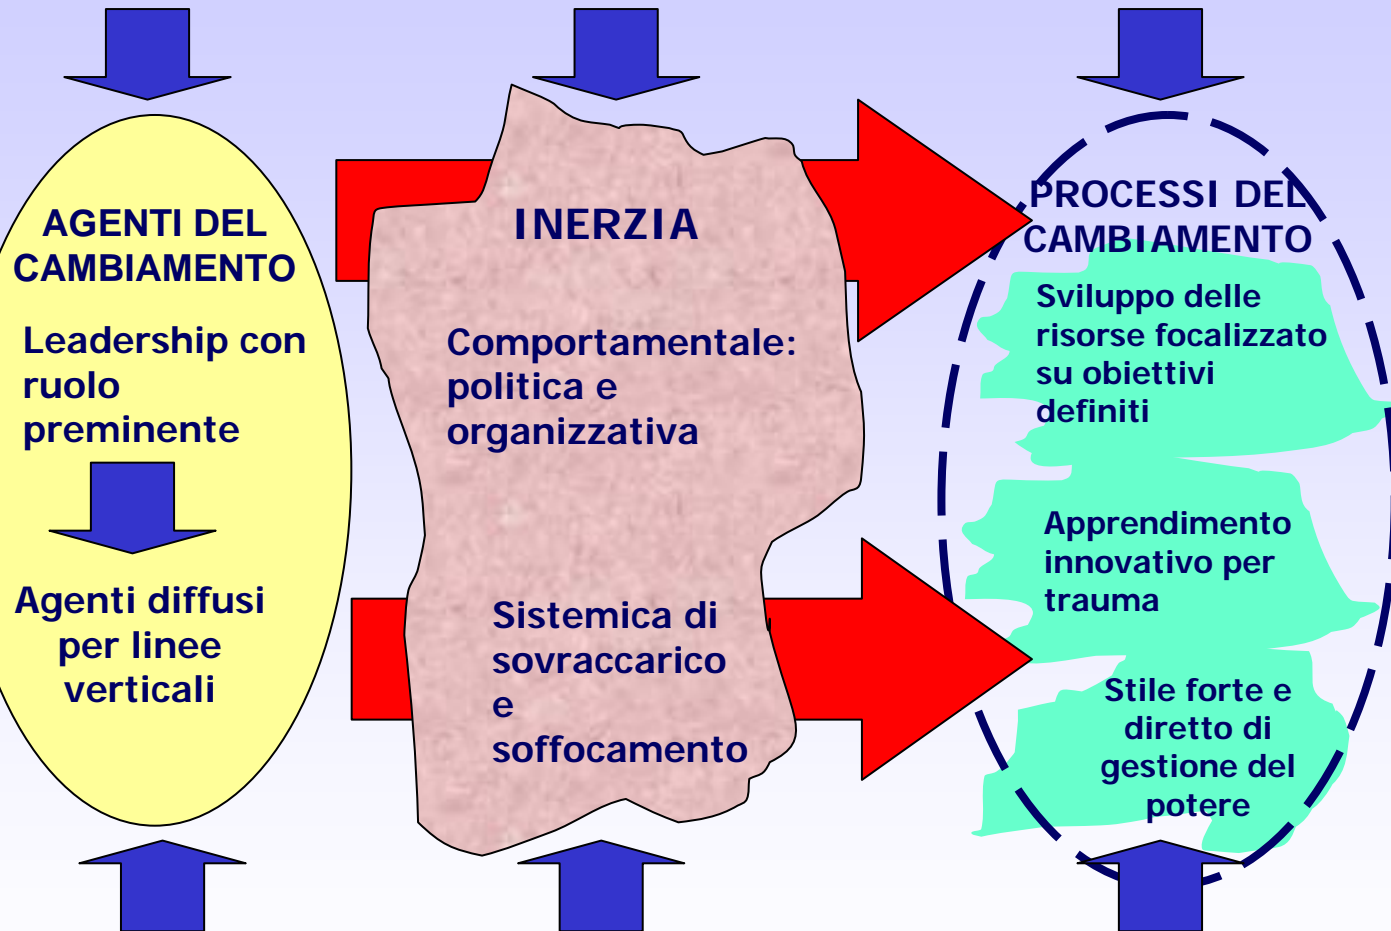 AGENTI DEL
CAMBIAMENTO
Leadership con
ruolo
preminente
Agenti diffusi
per linee
verticali
INERZIA
Comportamentale:
politica e
organizzativa
Sistemica di
sovraccarico
e
soffocamento
PROCESSI DEL
CAMBIAMENTO
Sviluppo delle
risorse focalizzato
su obiettivi
definiti
Apprendimento
innovativo per
trauma
Stile forte e
diretto di
gestione del
potere